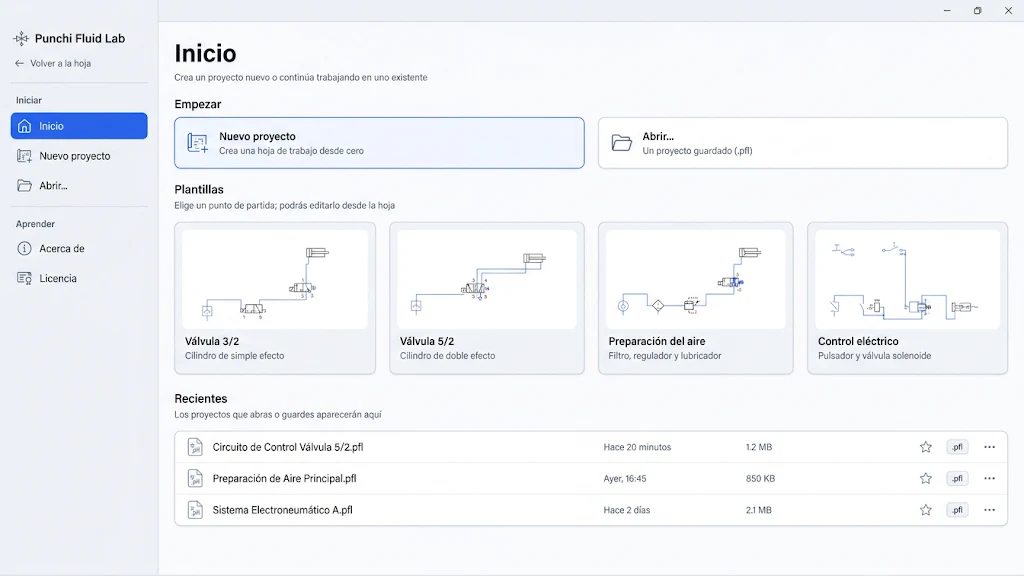 Punchi Fluid Lab
Volver a la hoja
Iniciar
Inicio
Nuevo proyecto
Abrir...
Aprender
Acerca de
Licencia
Inicio
Crea un proyecto nuevo o continúa trabajando en uno existente
Empezar
Nuevo proyecto
Crea una hoja de trabajo desde cero
Abrir...
Un proyecto guardado (.pfl)
Plantillas
Elige un punto de partida; podrás editarlo desde la hoja
Válvula 3/2
Cilindro de simple efecto
Válvula 5/2
Cilindro de doble efecto
Preparación del aire
Filtro, regulador y lubricador
Control eléctrico
Pulsador y válvula solenoide
Recientes
Los proyectos que abras o guardes aparecerán aquí
Circuito de Control Válvula 5/2.pfl Hace 20 minutos 1.2 MB .pfl
Preparación de Aire Principal.pfl Ayer, 16:45 850 KB .pfl
Sistema Electroneumático A.pfl Hace 2 días 2.1 MB .pfl